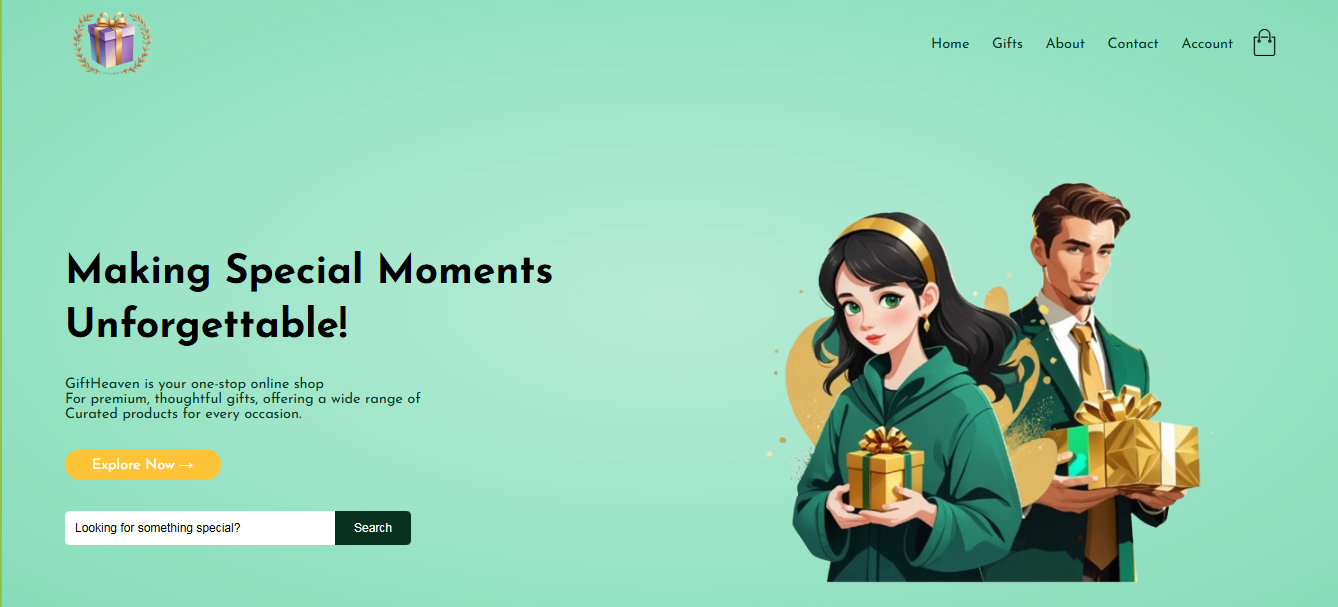 Home Gifts About Contact Account
Making Special Moments
Unforgettable!
GiftHeaven is your one-stop online shop
For premium, thoughtful gifts, offering a wide range of
Curated products for every occasion.
Explore Now →
Looking for something special? Search